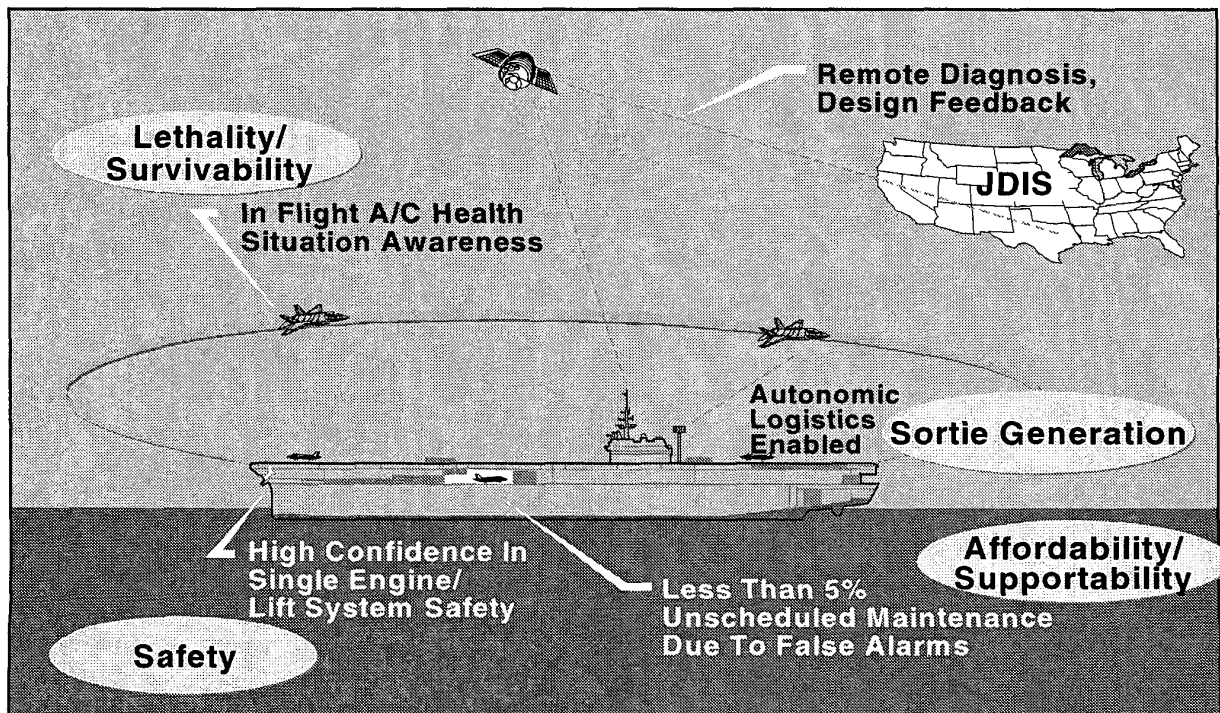 Remote Diagnosis,
Design Feedback
Lethality/
Survivability
JDIS
In Flight A/C Health
Situation Awareness
Autonomic
Logistics
Enabled
Sortie Generation
High Confidence In
Single Engine/
Lift System Safety
Affordability/
Supportability
Less Than 5%
Unscheduled Maintenance
Due To False Alarms
Safety